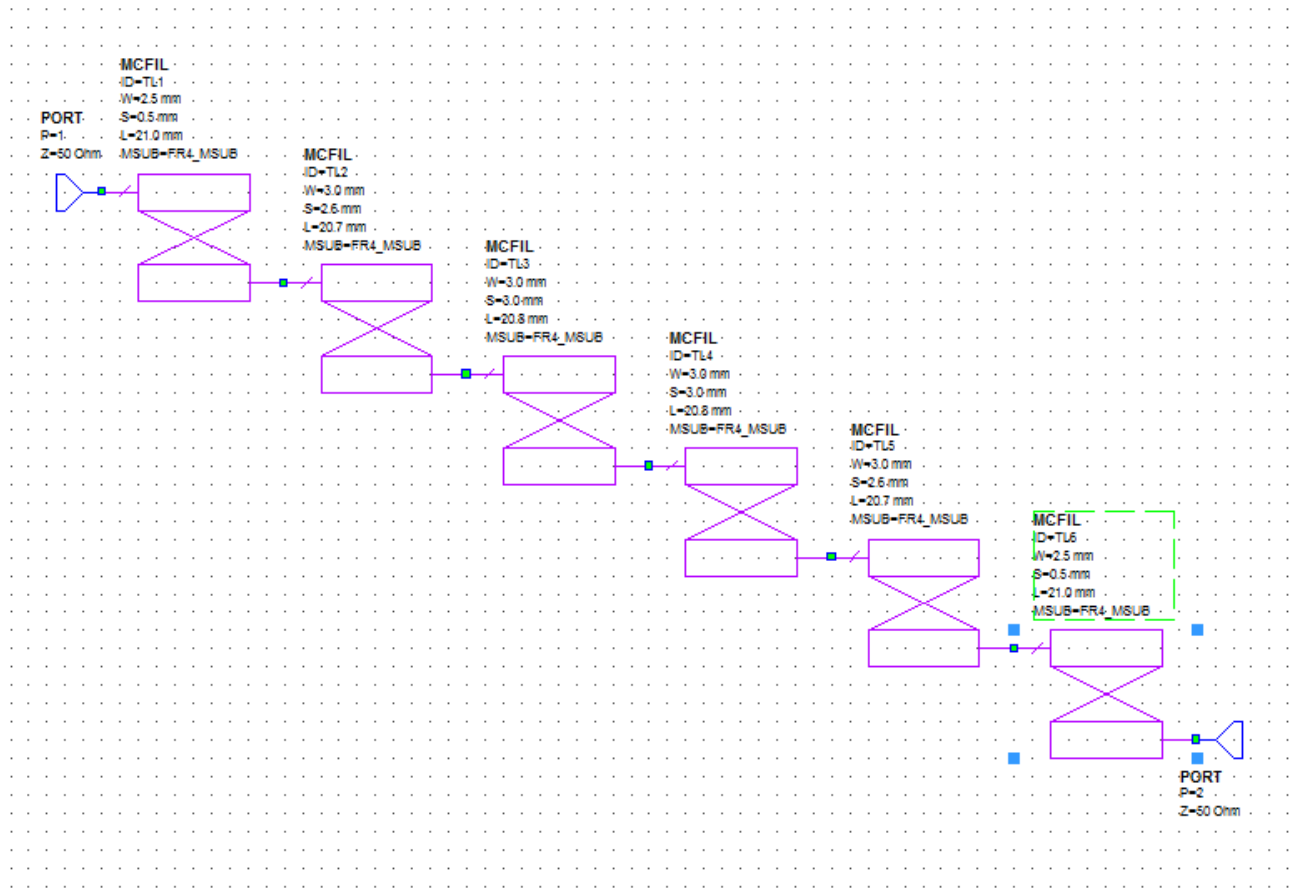 MCFIL
ID=TL1
W=2.5 mm
S=0.5 mm
L=21.0 mm
MSUB=FR4_MSUB
PORT
P=1
Z=50 Ohm
MCFIL
ID=TL2
W=3.0 mm
S=2.6 mm
L=20.7 mm
MSUB=FR4_MSUB
MCFIL
ID=TL3
W=3.0 mm
S=3.0 mm
L=20.8 mm
MSUB=FR4_MSUB
MCFIL
ID=TL4
W=3.0 mm
S=3.0 mm
L=20.8 mm
MSUB=FR4_MSUB
MCFIL
ID=TL5
W=3.0 mm
S=2.6 mm
L=20.7 mm
MSUB=FR4_MSUB
MCFIL
ID=TL6
W=2.5 mm
S=0.5 mm
L=21.0 mm
MSUB=FR4_MSUB
PORT
P=2
Z=50 Ohm